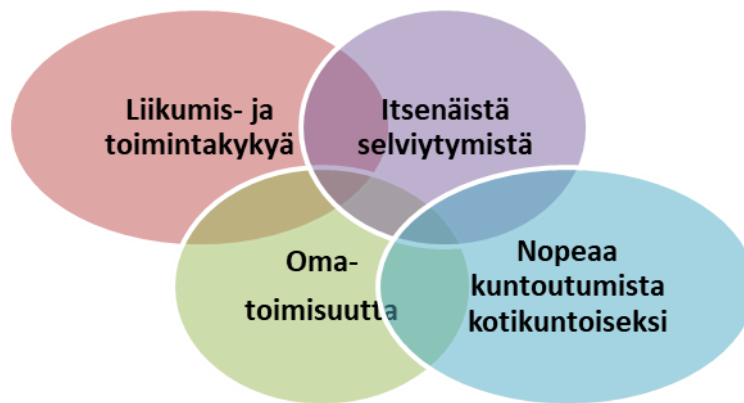 Liikumis- ja
toimintakykyä
Itsenäistä
selviytymistä
Oma-
toimisuutta
Nopeaa
kuntoutumista
kotikuntoiseksi